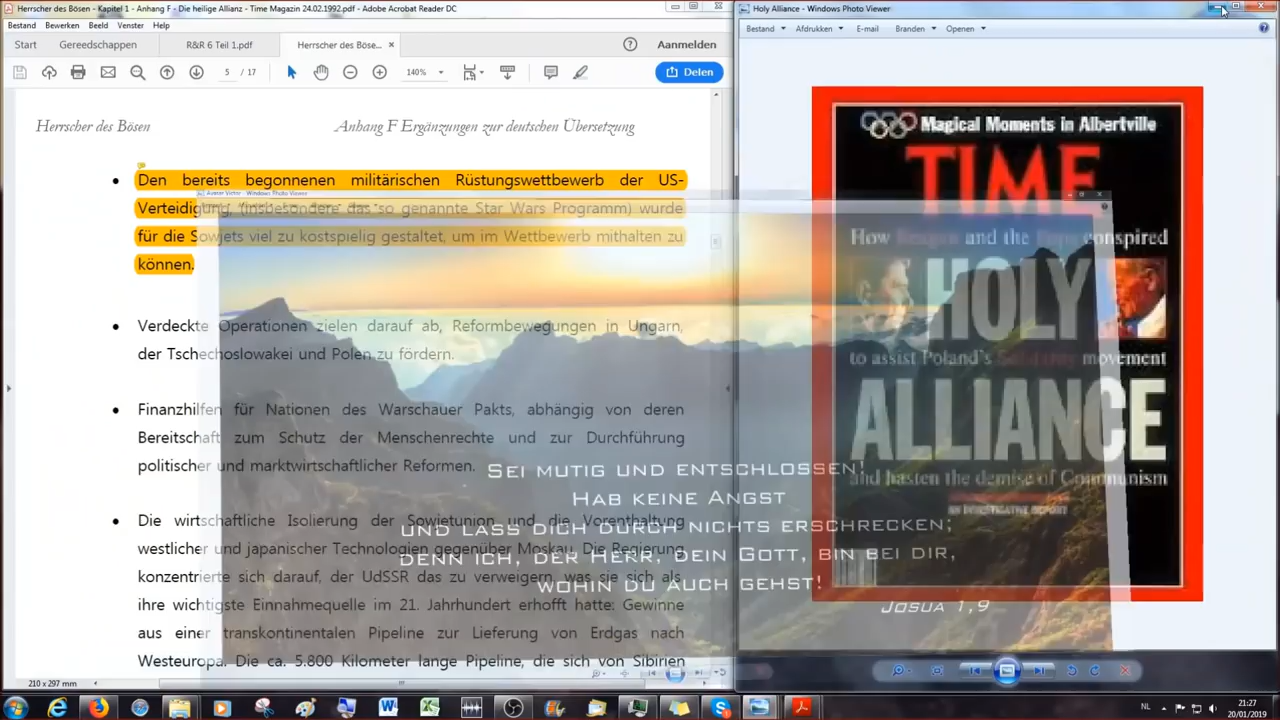 Herrscher des Bösen - Kapitel 1 - Anhang F - Die heilige Allianz - Time Magazin 24.02.1992.pdf - Adobe Acrobat Reader DC
Bestand Bewerken Beeld Venster Help
Start Gereedschappen R&R 6 Teil 1.pdf Herrscher des Böse... × Aanmelden
5 / 17 140% Delen
Herrscher des Bösen Anhang F Ergänzungen zur deutschen Übersetzung
• Den bereits begonnenen militärischen Rüstungswettbewerb der US-
Verteidigung (insbesondere das so genannte Star Wars Programm) wurde
für die Sowjets viel zu kostspielig gestaltet, um im Wettbewerb mithalten zu
können.
• Verdeckte Operationen zielen darauf ab, Reformbewegungen in Ungarn,
der Tschechoslowakei und Polen zu fördern.
• Finanzhilfen für Nationen des Warschauer Pakts, abhängig von deren
Bereitschaft zum Schutz der Menschenrechte und zur Durchführung
politischer und marktwirtschaftlicher Reformen.
• Die wirtschaftliche Isolierung der Sowjetunion und die Vorenthaltung
westlicher und japanischer Technologien gegenüber Moskau. Die Regierung
konzentrierte sich darauf, der UdSSR das zu verweigern, was sie sich als
ihre wichtigste Einnahmequelle im 21. Jahrhundert erhofft hatte: Gewinne
aus einer transkontinentalen Pipeline zur Lieferung von Erdgas nach
Westeuropa. Die ca. 5.800 Kilometer lange Pipeline, die sich von Sibirien
210 x 297 mm
- Windows Photo Viewer
SEI MUTIG UND ENTSCHLOSSEN!
HAB KEINE ANGST
UND LASS DICH DURCH NICHTS ERSCHRECKEN;
DENN ICH, DER HERR, DEIN GOTT, BIN BEI DIR,
WOHIN DU AUCH GEHST!
JOSUA 1,9
Holy Alliance - Windows Photo Viewer
Bestand Afdrukken E-mail Branden Openen
Magical Moments in Albertville
TIME
How Reagan and the Pope conspired
HOLY
to assist Poland's Solidarity movement
ALLIANCE
and hasten the demise of Communism
AN INVESTIGATIVE REPORT
NL 21:27
20/01/2019